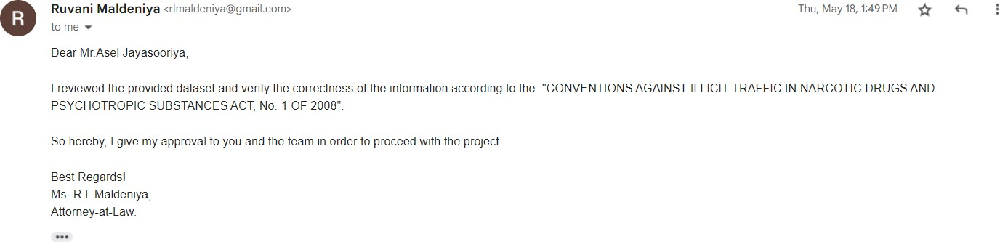 R
Ruvani Maldeniya <rlmaldeniya@gmail.com>
Thu, May 18, 1:49 PM
to me
Dear Mr.Asel Jayasooriya,
I reviewed the provided dataset and verify the correctness of the information according to the "CONVENTIONS AGAINST ILLICIT TRAFFIC IN NARCOTIC DRUGS AND
PSYCHOTROPIC SUBSTANCES ACT, No. 1 OF 2008".
So hereby, I give my approval to you and the team in order to proceed with the project.
Best Regards!
Ms. R L Maldeniya,
Attorney-at-Law.